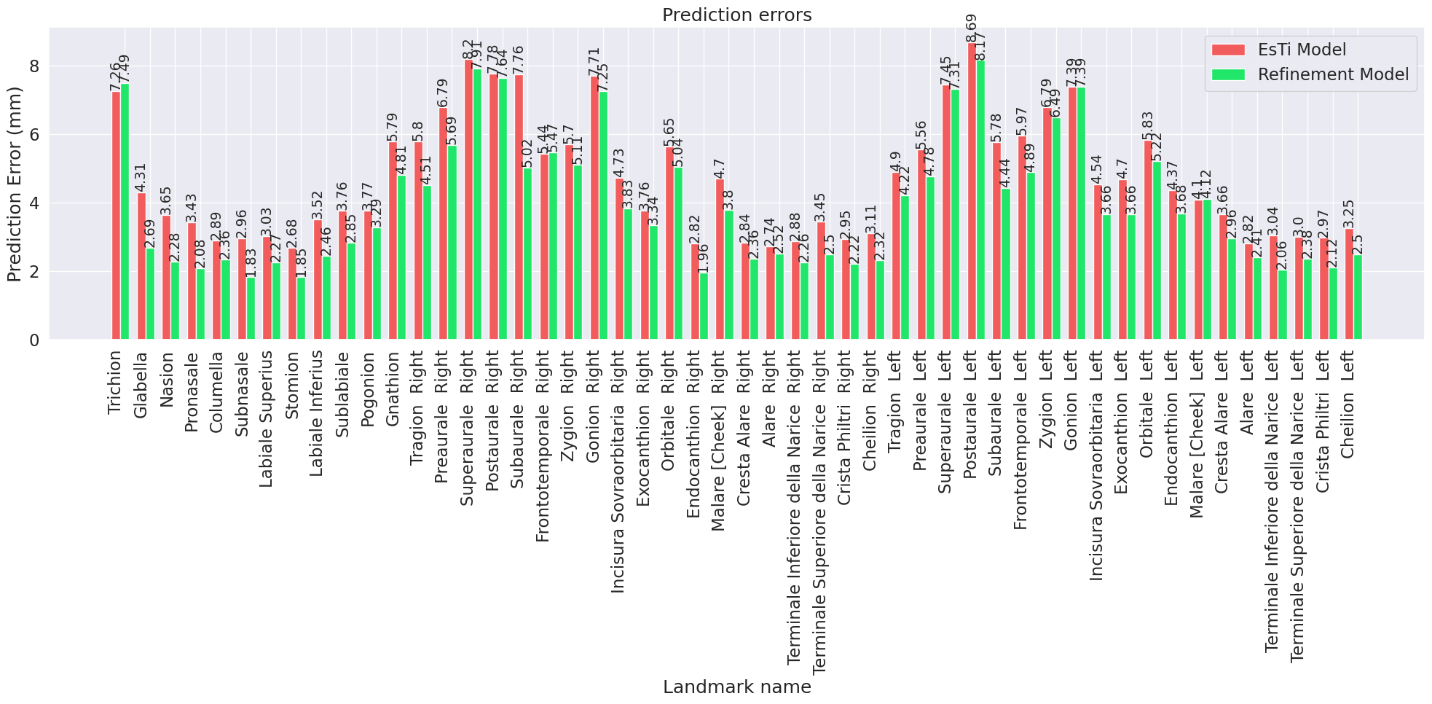 Prediction errors
EsTi Model
Refinement Model
Prediction Error (mm)
8
6
4
2
0
7.26
7.49
4.31
2.69
3.65
2.28
3.43
2.08
2.89
2.36
2.96
1.83
3.03
2.27
2.68
1.85
3.52
2.46
3.76
2.85
3.77
3.29
5.79
4.81
5.8
4.51
6.79
5.69
8.2
7.91
7.78
7.64
7.76
5.02
5.44
5.47
5.7
5.11
7.71
7.25
4.73
3.83
3.76
3.34
5.65
5.04
2.82
1.96
4.7
3.8
2.84
2.36
2.74
2.52
2.88
2.26
3.45
2.5
2.95
2.22
3.11
2.32
4.9
4.22
5.56
4.78
7.45
7.31
8.69
8.17
5.78
4.44
5.97
4.89
6.79
6.49
7.39
7.39
4.54
3.66
4.7
3.66
5.83
5.22
4.37
3.68
4.1
4.12
3.66
2.96
2.82
2.41
3.04
2.06
3.0
2.38
2.97
2.12
3.25
2.5
Trichion
Glabella
Nasion
Pronasale
Columella
Subnasale
Labiale Superius
Stomion
Labiale Inferius
Sublabiale
Pogonion
Gnathion
Tragion Right
Preaurale Right
Superaurale Right
Postaurale Right
Subaurale Right
Frontotemporale Right
Zygion Right
Gonion Right
Incisura Sovraorbitaria Right
Exocanthion Right
Orbitale Right
Endocanthion Right
Malare [Cheek] Right
Cresta Alare Right
Alare Right
Terminale Inferiore della Narice Right
Terminale Superiore della Narice Right
Crista Philtri Right
Cheilion Right
Tragion Left
Preaurale Left
Superaurale Left
Postaurale Left
Subaurale Left
Frontotemporale Left
Zygion Left
Gonion Left
Incisura Sovraorbitaria Left
Exocanthion Left
Orbitale Left
Endocanthion Left
Malare [Cheek] Left
Cresta Alare Left
Alare Left
Terminale Inferiore della Narice Left
Terminale Superiore della Narice Left
Crista Philtri Left
Cheilion Left
Landmark name